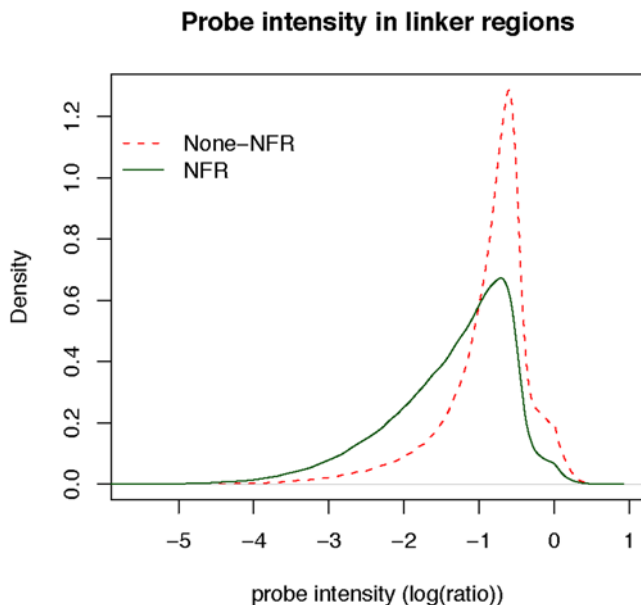 Probe intensity in linker regions
None−NFR
NFR
Density
1.2
1.0
0.8
0.6
0.4
0.2
0.0
−5 −4 −3 −2 −1 0 1
probe intensity (log(ratio))